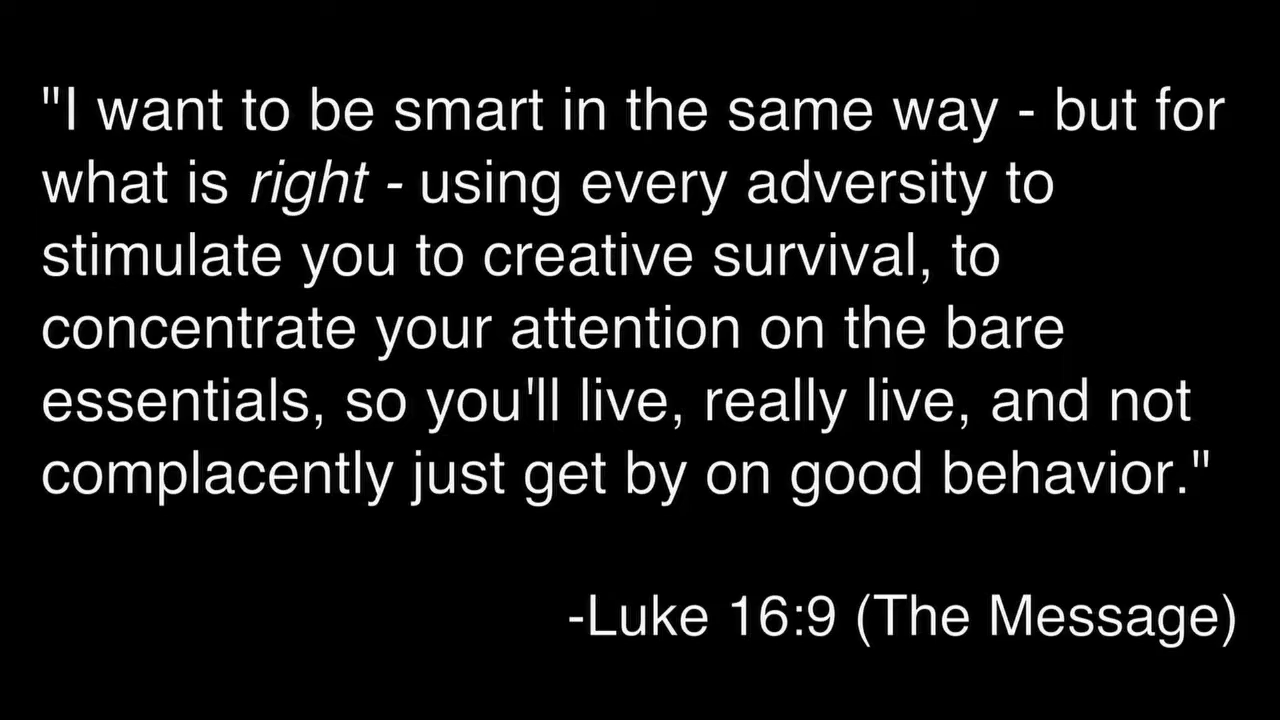 "I want to be smart in the same way - but for
what is right - using every adversity to
stimulate you to creative survival, to
concentrate your attention on the bare
essentials, so you'll live, really live, and not
complacently just get by on good behavior."
-Luke 16:9 (The Message)